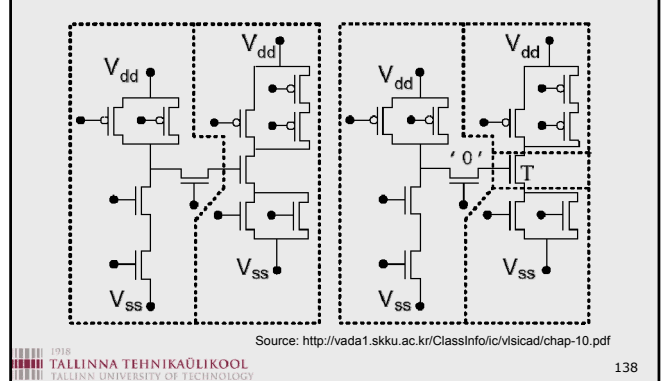 Vdd
Vdd
Vss
Vss
Vdd
Vdd
'0'
T
Vss
Vss
Source: http://vada1.skku.ac.kr/ClassInfo/ic/vlsicad/chap-10.pdf
1918
TALLINNA TEHNIKAÜLIKOOL
TALLINN UNIVERSITY OF TECHNOLOGY
138